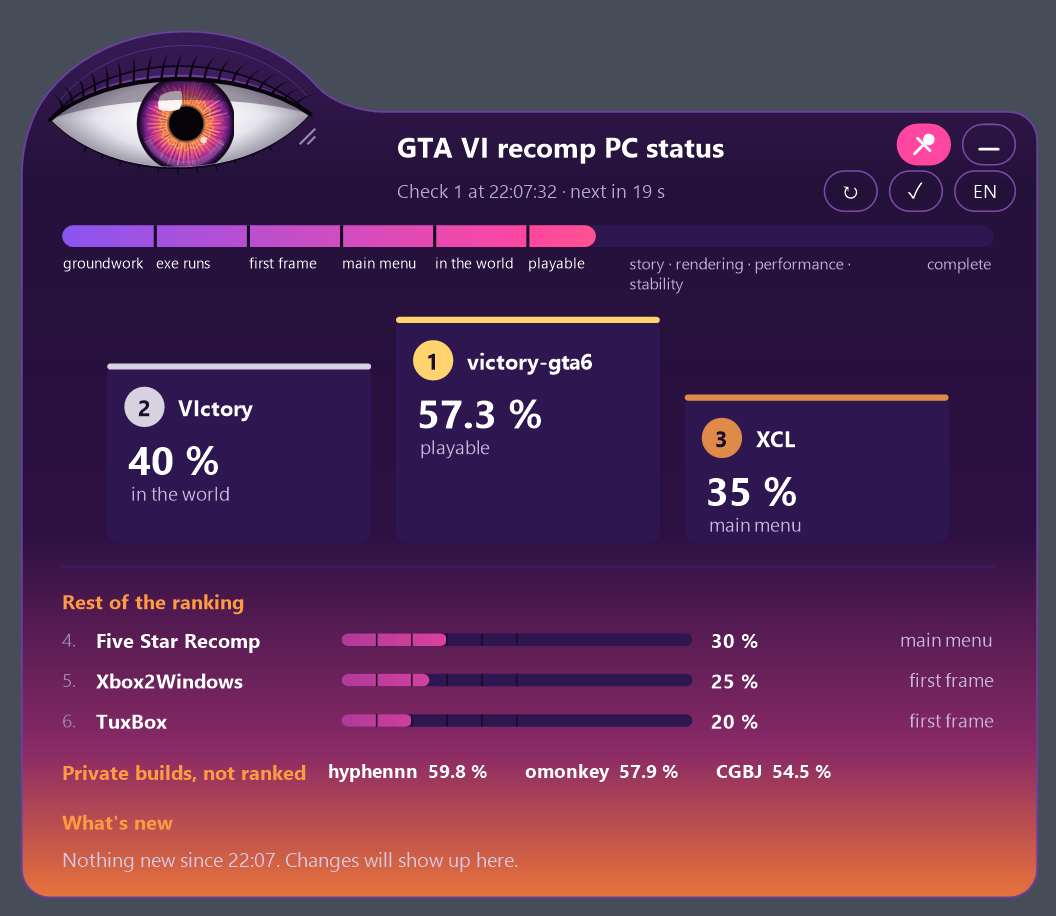 GTA VI recomp PC status
Check 1 at 22:07:32 · next in 19 s
↻ ✓ EN
groundwork exe runs first frame main menu in the world playable story · rendering · performance · complete
stability
1 victory-gta6
57.3 %
playable
2 VIctory
40 %
in the world
3 XCL
35 %
main menu
Rest of the ranking
4. Five Star Recomp 30 % main menu
5. Xbox2Windows 25 % first frame
6. TuxBox 20 % first frame
Private builds, not ranked hyphennn 59.8 % omonkey 57.9 % CGBJ 54.5 %
What's new
Nothing new since 22:07. Changes will show up here.